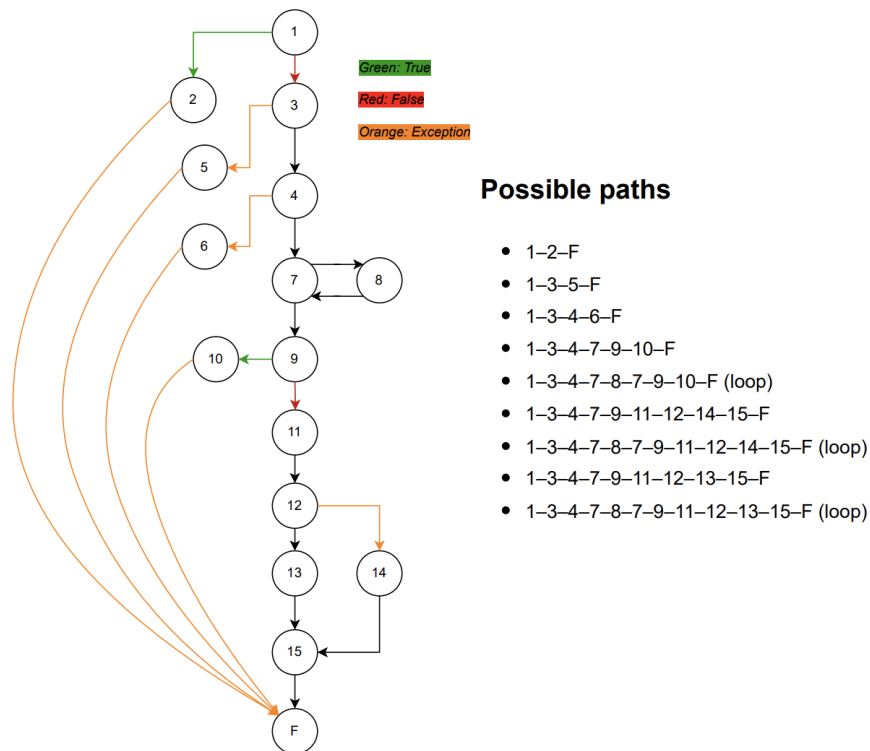 1
Green: True
2
Red: False
3
Orange: Exception
5
4
Possible paths
6
1–2–F
7
8
1–3–5–F
1–3–4–6–F
10
9
1–3–4–7–9–10–F
1–3–4–7–8–7–9–10–F (loop)
11
1–3–4–7–9–11–12–14–15–F
1–3–4–7–8–7–9–11–12–14–15–F (loop)
12
1–3–4–7–9–11–12–13–15–F
1–3–4–7–8–7–9–11–12–13–15–F (loop)
13
14
15
F